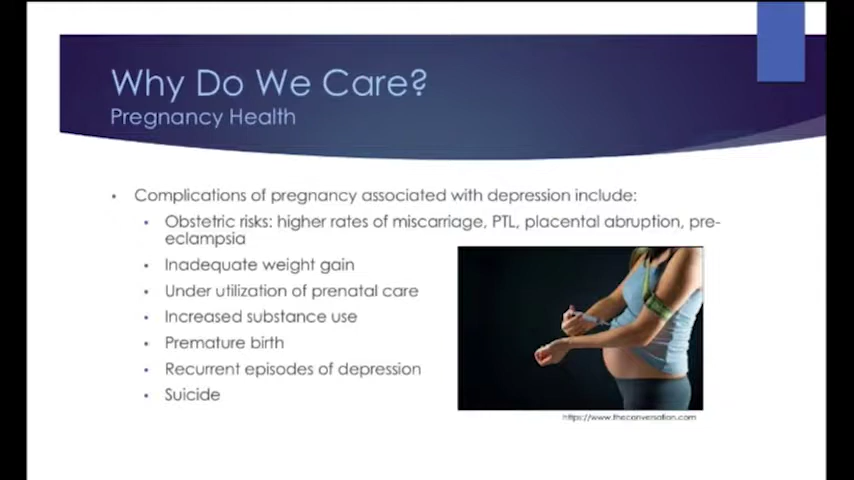 Why Do We Care?
Pregnancy Health
• Complications of pregnancy associated with depression include:
• Obstetric risks: higher rates of miscarriage, PTL, placental abruption, pre-
eclampsia
• Inadequate weight gain
• Under utilization of prenatal care
• Increased substance use
• Premature birth
• Recurrent episodes of depression
• Suicide
https://www.theconversation.com